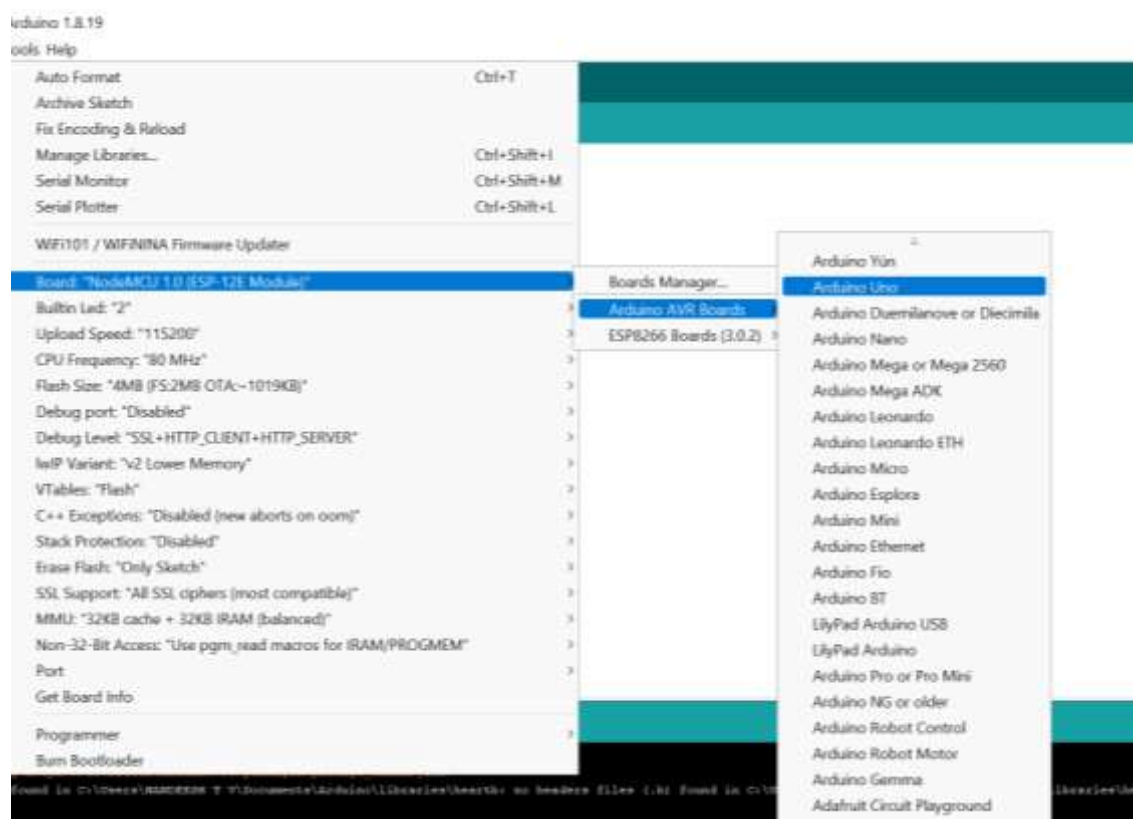 Arduino 1.8.19
Tools Help
Auto Format Ctrl+T
Archive Sketch
Fix Encoding & Reload
Manage Libraries... Ctrl+Shift+I
Serial Monitor Ctrl+Shift+M
Serial Plotter Ctrl+Shift+L
WiFi101 / WiFiNINA Firmware Updater
Board: "NodeMCU 1.0 (ESP-12E Module)"
Builtin Led: "2"
Upload Speed: "115200"
CPU Frequency: "80 MHz"
Flash Size: "4MB (FS:2MB OTA:~1019KB)"
Debug port: "Disabled"
Debug Level: "SSL+HTTP_CLIENT+HTTP_SERVER"
lwIP Variant: "v2 Lower Memory"
VTables: "Flash"
C++ Exceptions: "Disabled (new aborts on oom)"
Stack Protection: "Disabled"
Erase Flash: "Only Sketch"
SSL Support: "All SSL ciphers (most compatible)"
MMU: "32KB cache + 32KB IRAM (balanced)"
Non-32-Bit Access: "Use pgm_read macros for IRAM/PROGMEM"
Port
Get Board Info
Programmer
Burn Bootloader
Boards Manager...
Arduino AVR Boards
ESP8266 Boards (3.0.2)
Arduino Yún
Arduino Uno
Arduino Duemilanove or Diecimila
Arduino Nano
Arduino Mega or Mega 2560
Arduino Mega ADK
Arduino Leonardo
Arduino Leonardo ETH
Arduino Micro
Arduino Esplora
Arduino Mini
Arduino Ethernet
Arduino Fio
Arduino BT
LilyPad Arduino USB
LilyPad Arduino
Arduino Pro or Pro Mini
Arduino NG or older
Arduino Robot Control
Arduino Robot Motor
Arduino Gemma
Adafruit Circuit Playground
found in C:\Users\ no headers files (.h) found in